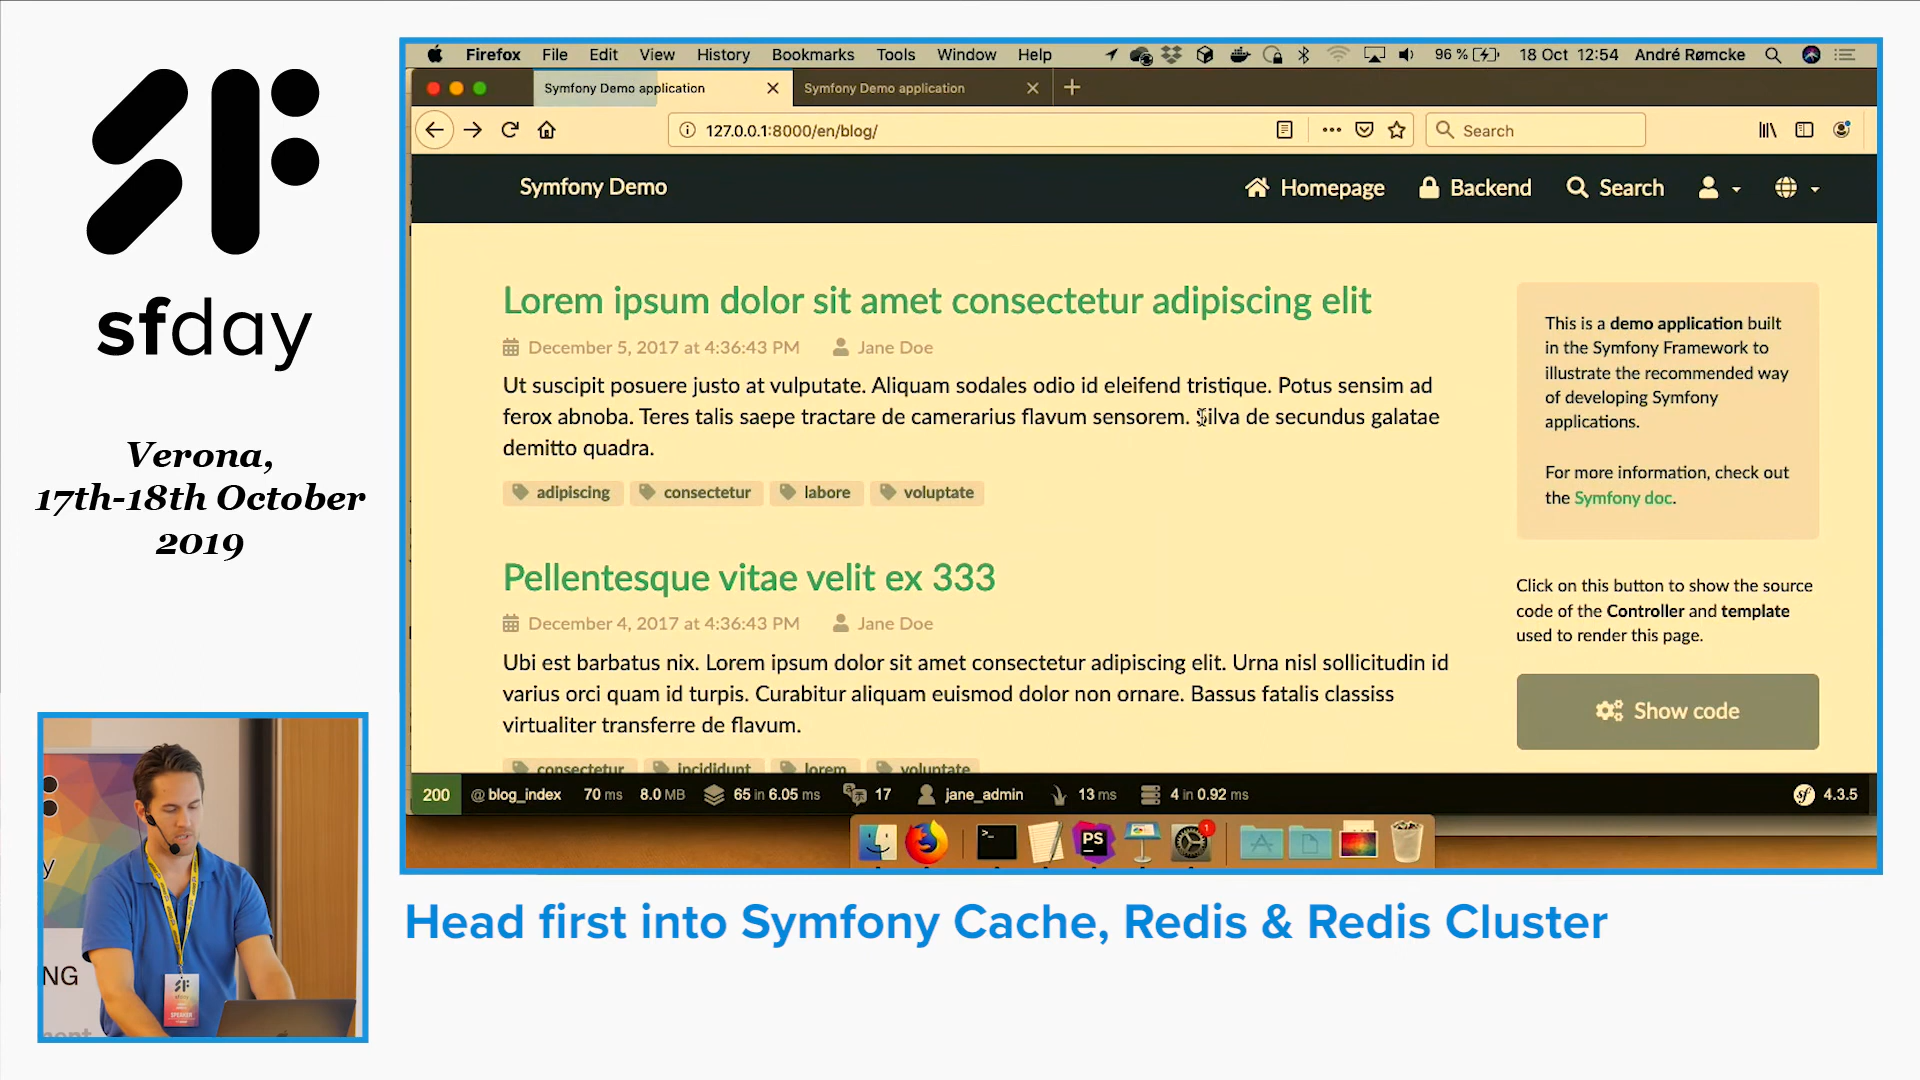 sfday
Verona,
17th-18th October
2019
Firefox File Edit View History Bookmarks Tools Window Help 96 % 18 Oct 12:54 André Rømcke
Symfony Demo application Symfony Demo application
127.0.0.1:8000/en/blog/ Search
Symfony Demo Homepage Backend Search
Lorem ipsum dolor sit amet consectetur adipiscing elit
December 5, 2017 at 4:36:43 PM Jane Doe
Ut suscipit posuere justo at vulputate. Aliquam sodales odio id eleifend tristique. Potus sensim ad
ferox abnoba. Teres talis saepe tractare de camerarius flavum sensorem. Silva de secundus galatae
demitto quadra.
adipiscing consectetur labore voluptate
Pellentesque vitae velit ex 333
December 4, 2017 at 4:36:43 PM Jane Doe
Ubi est barbatus nix. Lorem ipsum dolor sit amet consectetur adipiscing elit. Urna nisl sollicitudin id
varius orci quam id turpis. Curabitur aliquam euismod dolor non ornare. Bassus fatalis classiss
virtualiter transferre de flavum.
consectetur incididunt lorem voluptate
This is a demo application built
in the Symfony Framework to
illustrate the recommended way
of developing Symfony
applications.
For more information, check out
the Symfony doc.
Click on this button to show the source
code of the Controller and template
used to render this page.
Show code
200 @ blog_index 70 ms 8.0 MB 65 in 6.05 ms 17 jane_admin 13 ms 4 in 0.92 ms 4.3.5
PS 1
NG
SPEAKER
Head first into Symfony Cache, Redis & Redis Cluster